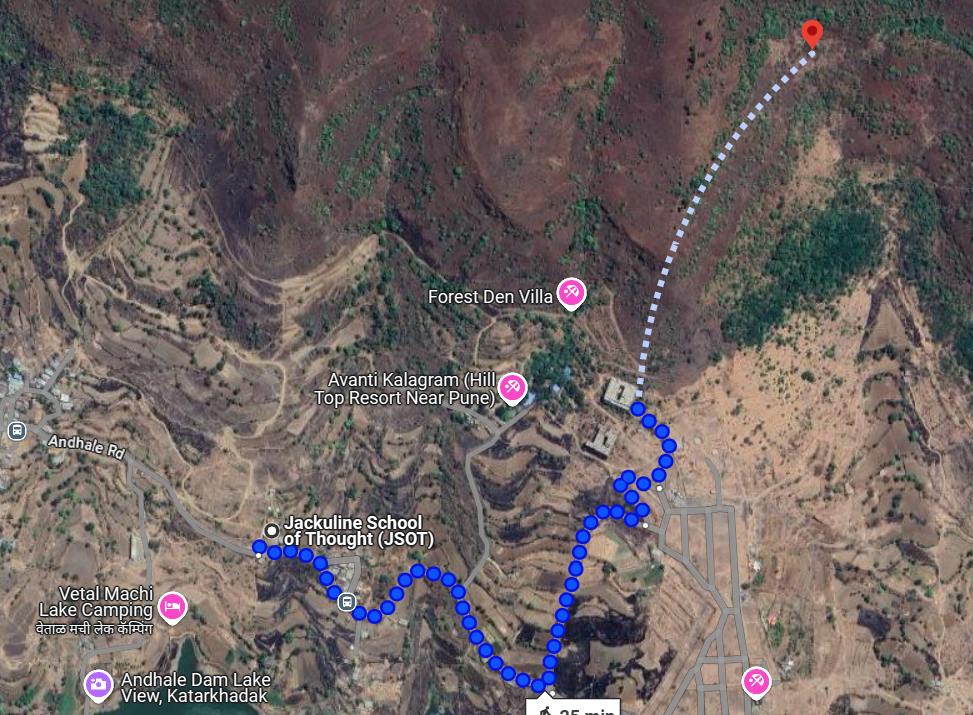 Forest Den Villa
Avanti Kalagram (Hill
Top Resort Near Pune)
Andhale Rd
Jackuline School
of Thought (JSOT)
Vetal Machi
Lake Camping
वेताळ मची लेक कॅम्पिंग
Andhale Dam Lake
View, Katarkhadak
25 min